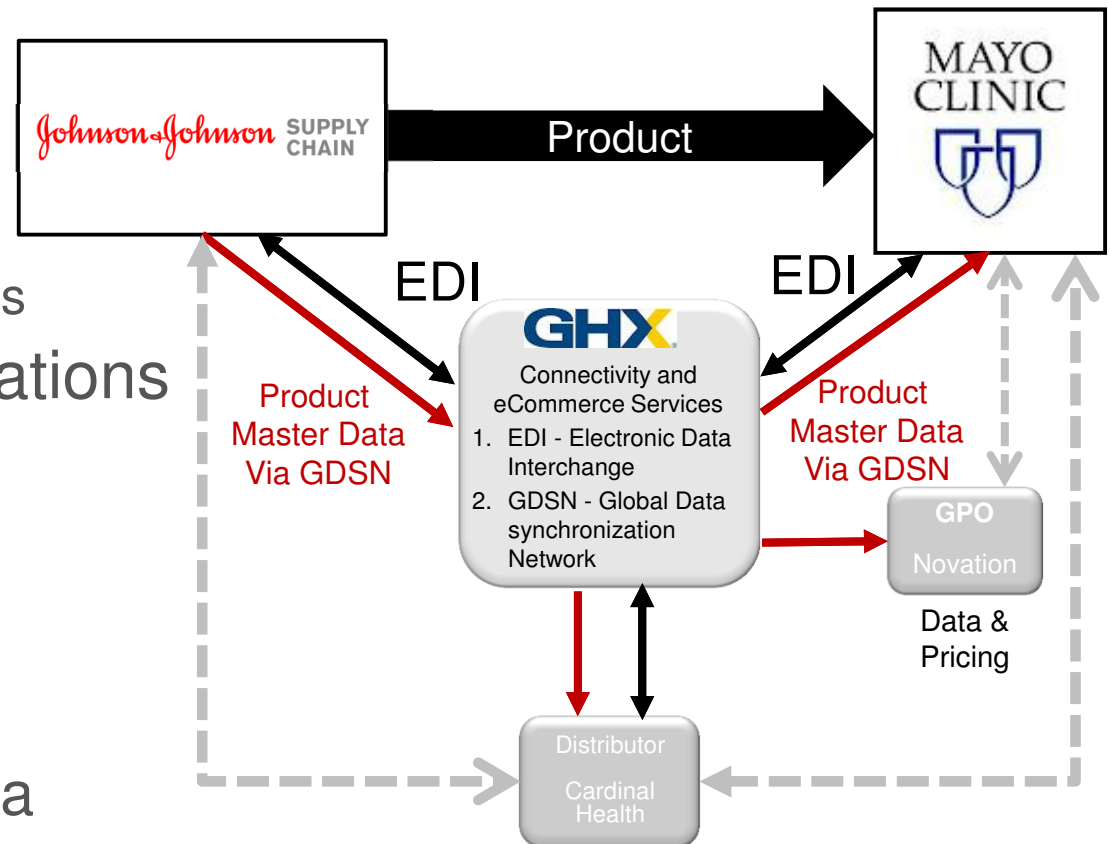 Johnson & Johnson SUPPLY
CHAIN
Product
MAYO
CLINIC
EDI
EDI
s
ations
a
GHX
Connectivity and
eCommerce Services
1. EDI - Electronic Data
Interchange
2. GDSN - Global Data
synchronization
Network
Product
Master Data
Via GDSN
Product
Master Data
Via GDSN
GPO
Novation
Data &
Pricing
Distributor
Cardinal
Health